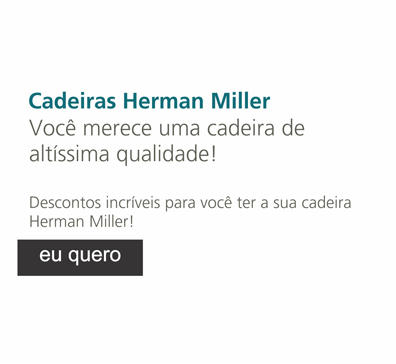 Cadeiras Herman Miller
Você merece uma cadeira de
altíssima qualidade!
Descontos incríveis para você ter a sua cadeira
Herman Miller!
eu quero